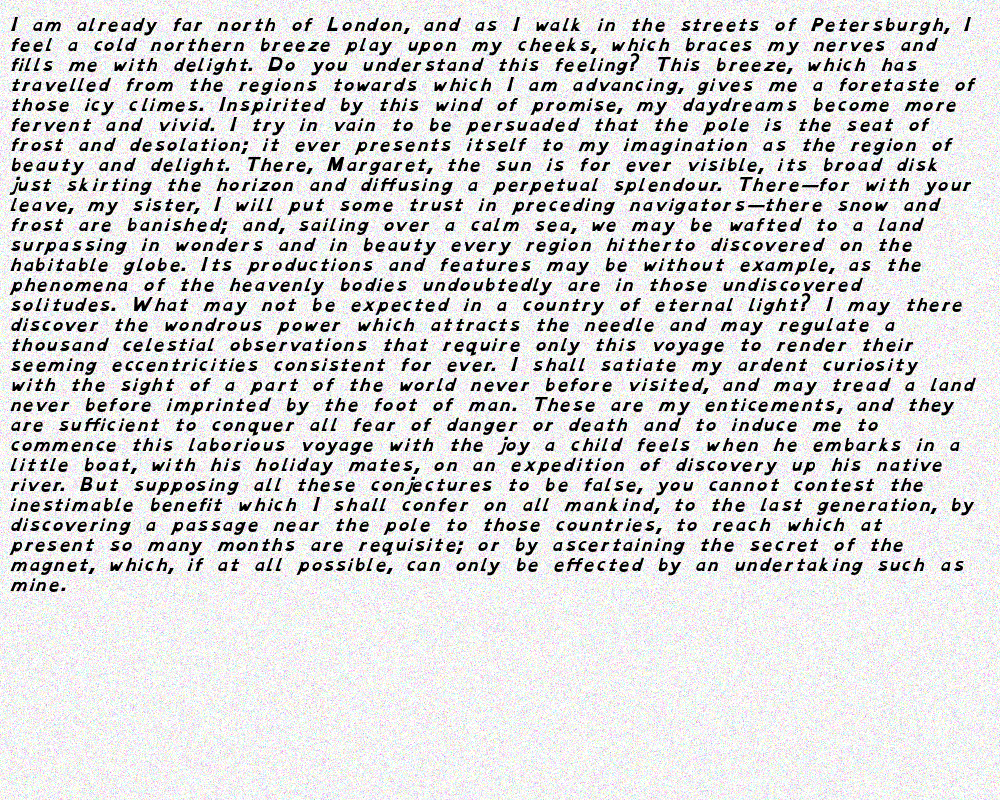 I am already far north of London, and as I walk in the streets of Petersburgh, I
feel a cold northern breeze play upon my cheeks, which braces my nerves and
fills me with delight. Do you understand this feeling? This breeze, which has
travelled from the regions towards which I am advancing, gives me a foretaste of
those icy climes. Inspirited by this wind of promise, my daydreams become more
fervent and vivid. I try in vain to be persuaded that the pole is the seat of
frost and desolation; it ever presents itself to my imagination as the region of
beauty and delight. There, Margaret, the sun is for ever visible, its broad disk
just skirting the horizon and diffusing a perpetual splendour. There—for with your
leave, my sister, I will put some trust in preceding navigators—there snow and
frost are banished; and, sailing over a calm sea, we may be wafted to a land
surpassing in wonders and in beauty every region hitherto discovered on the
habitable globe. Its productions and features may be without example, as the
phenomena of the heavenly bodies undoubtedly are in those undiscovered
solitudes. What may not be expected in a country of eternal light? I may there
discover the wondrous power which attracts the needle and may regulate a
thousand celestial observations that require only this voyage to render their
seeming eccentricities consistent for ever. I shall satiate my ardent curiosity
with the sight of a part of the world never before visited, and may tread a land
never before imprinted by the foot of man. These are my enticements, and they
are sufficient to conquer all fear of danger or death and to induce me to
commence this laborious voyage with the joy a child feels when he embarks in a
little boat, with his holiday mates, on an expedition of discovery up his native
river. But supposing all these conjectures to be false, you cannot contest the
inestimable benefit which I shall confer on all mankind, to the last generation, by
discovering a passage near the pole to those countries, to reach which at
present so many months are requisite; or by ascertaining the secret of the
magnet, which, if at all possible, can only be effected by an undertaking such as
mine.